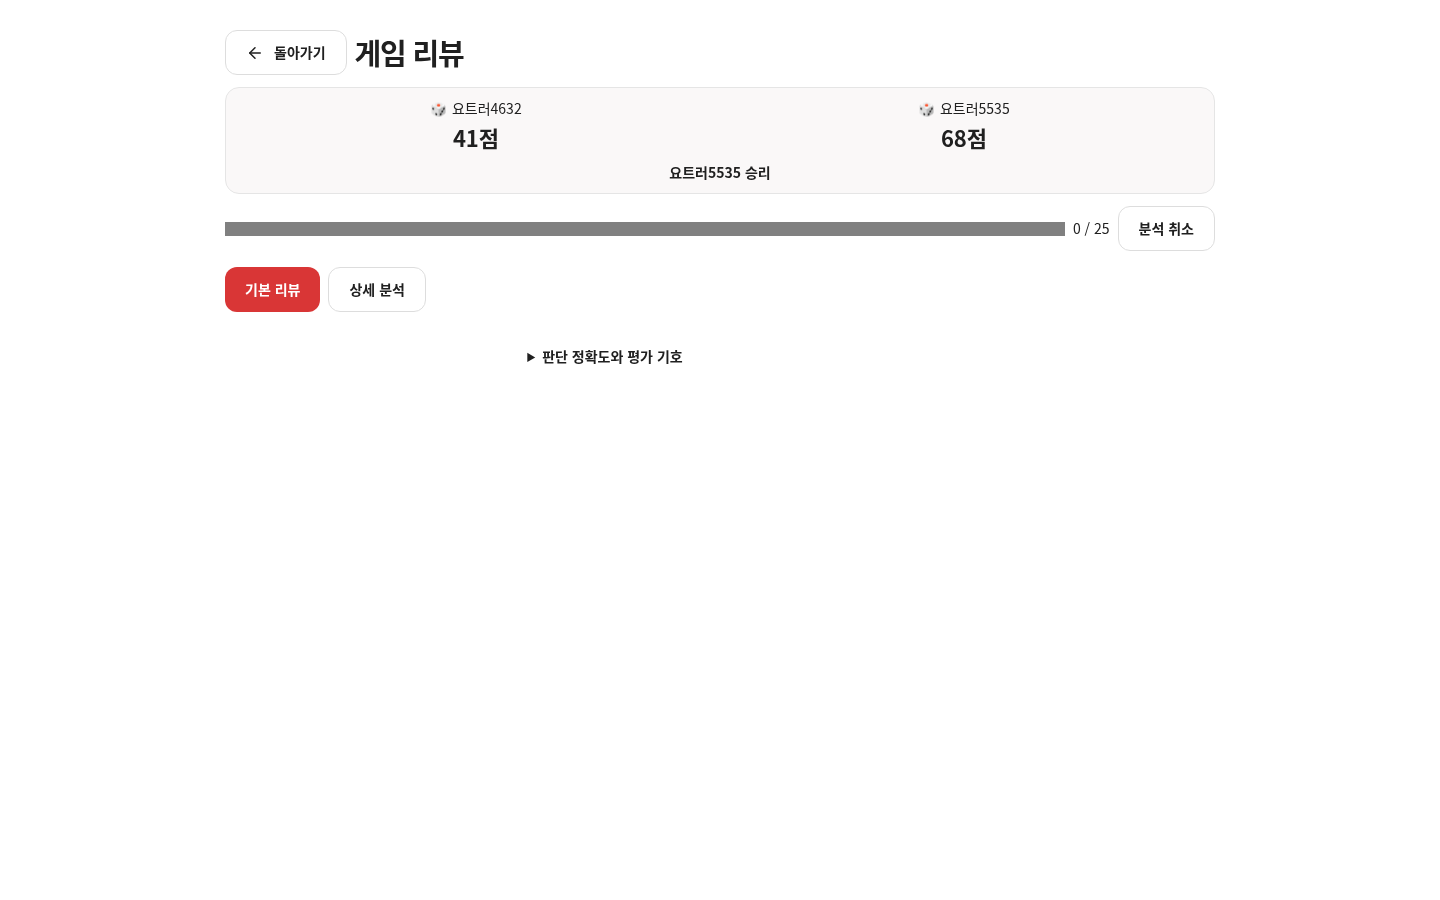 돌아가기
게임 리뷰
요트러4632
41점
요트러5535
68점
요트러5535 승리
0 / 25
분석 취소
기본 리뷰
상세 분석
▶ 판단 정확도와 평가 기호